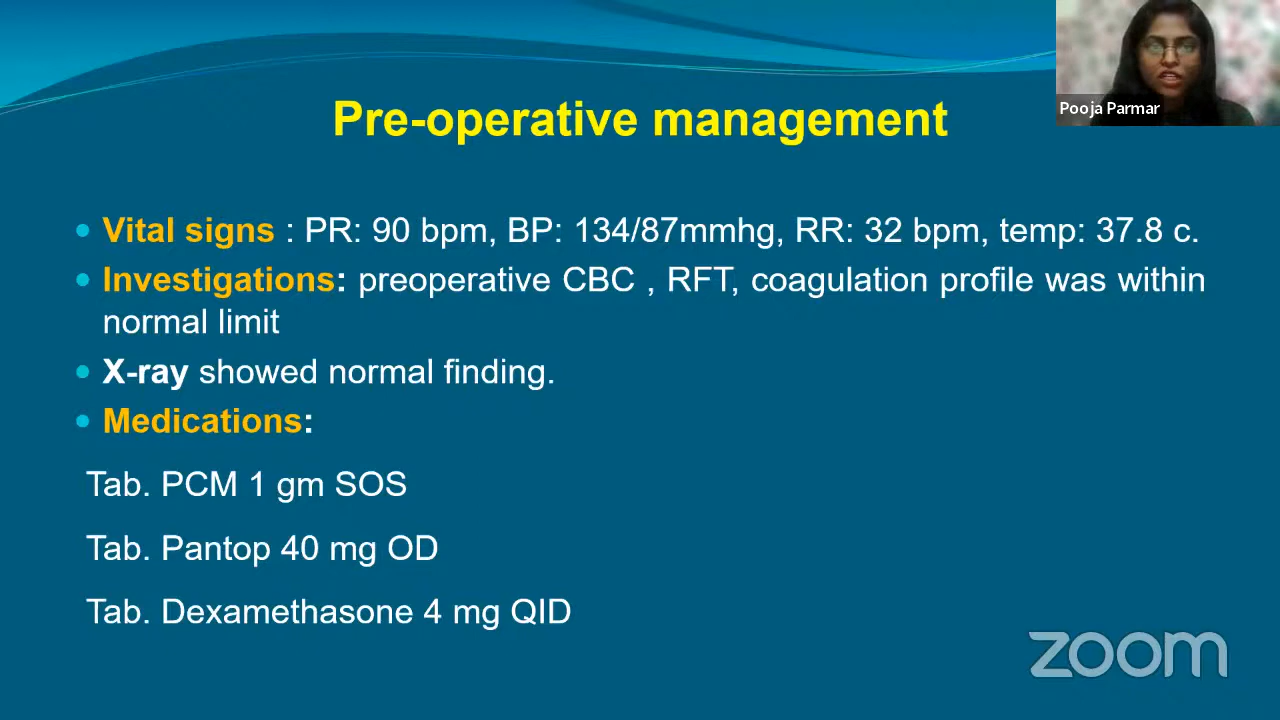 Pre-operative management
Pooja Parmar
Vital signs : PR: 90 bpm, BP: 134/87mmhg, RR: 32 bpm, temp: 37.8 c.
Investigations: preoperative CBC , RFT, coagulation profile was within
normal limit
X-ray showed normal finding.
Medications:
Tab. PCM 1 gm SOS
Tab. Pantop 40 mg OD
Tab. Dexamethasone 4 mg QID
zoom